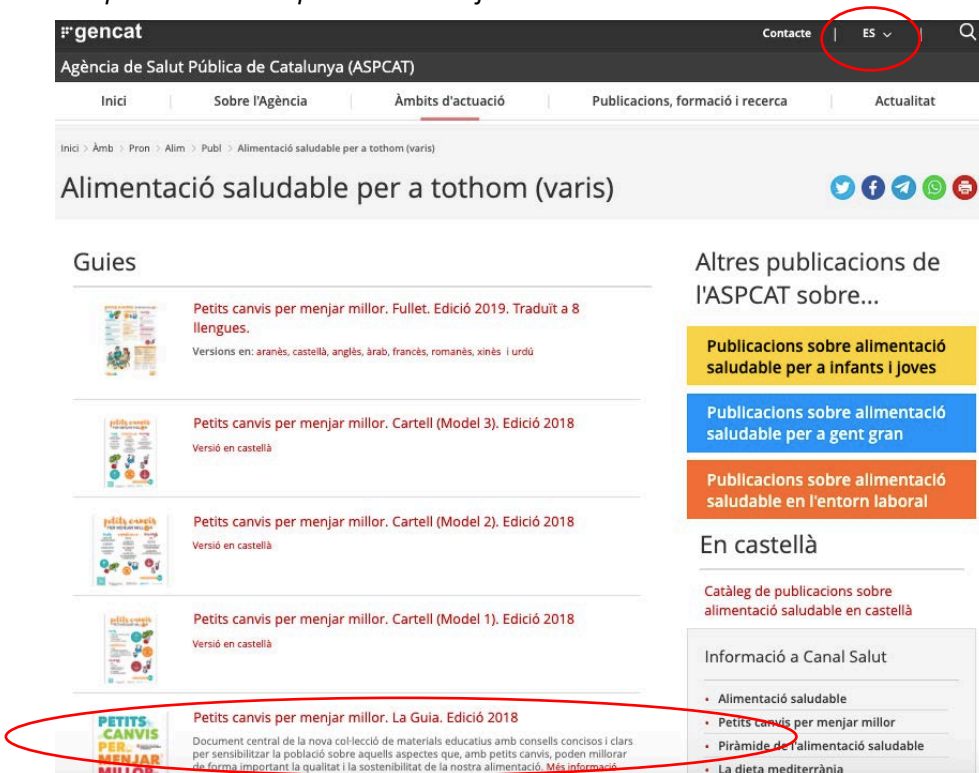 gencat
Contacte | ES |
Agència de Salut Pública de Catalunya (ASPCAT)
Inici | Sobre l'Agència | Àmbits d'actuació | Publicacions, formació i recerca | Actualitat
Inici > Àmb > Pron > Alim > Publ > Alimentació saludable per a tothom (varis)
Alimentació saludable per a tothom (varis)
Guies
Petits canvis per menjar millor. Fullet. Edició 2019. Traduït a 8
llengues.
Versions en: aranès, castellà, anglès, àrab, francès, romanès, xinès i urdú
Petits canvis per menjar millor. Cartell (Model 3). Edició 2018
Versió en castellà
Petits canvis per menjar millor. Cartell (Model 2). Edició 2018
Versió en castellà
Petits canvis per menjar millor. Cartell (Model 1). Edició 2018
Versió en castellà
PETITS
CANVIS
PER
MENJAR
MILLOR
Petits canvis per menjar millor. La Guia. Edició 2018
Document central de la nova col·lecció de materials educatius amb consells concisos i clars
per sensibilitzar la població sobre aquells aspectes que, amb petits canvis, poden millorar
de forma important la qualitat i la sostenibilitat de la nostra alimentació. Més informació
Altres publicacions de
l'ASPCAT sobre...
Publicacions sobre alimentació
saludable per a infants i joves
Publicacions sobre alimentació
saludable per a gent gran
Publicacions sobre alimentació
saludable en l'entorn laboral
En castellà
Catàleg de publicacions sobre
alimentació saludable en castellà
Informació a Canal Salut
• Alimentació saludable
• Petits canvis per menjar millor
• Piràmide de l'alimentació saludable
• La dieta mediterrània